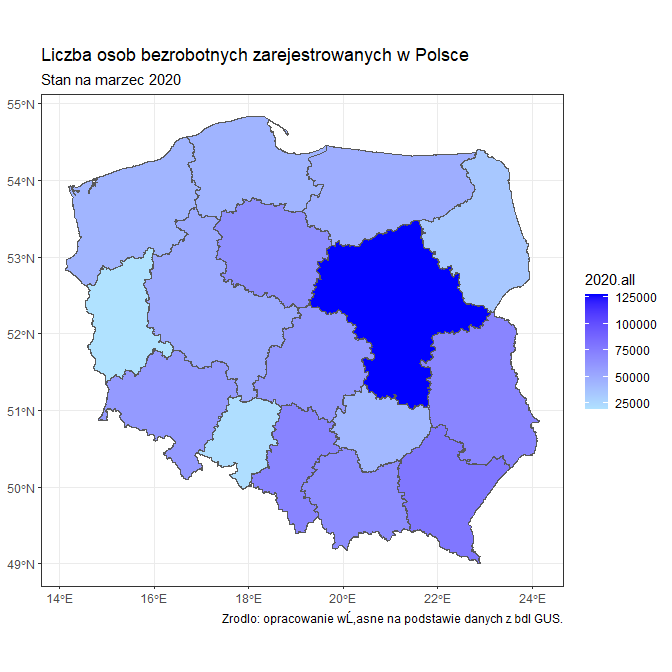 Liczba osob bezrobotnych zarejestrowanych w Polsce
Stan na marzec 2020
55°N
54°N
53°N
52°N
51°N
50°N
49°N
14°E
16°E
18°E
20°E
22°E
24°E
2020.all
125000
100000
75000
50000
25000
Zrodlo: opracowanie wĹ‚asne na podstawie danych z bdl GUS.